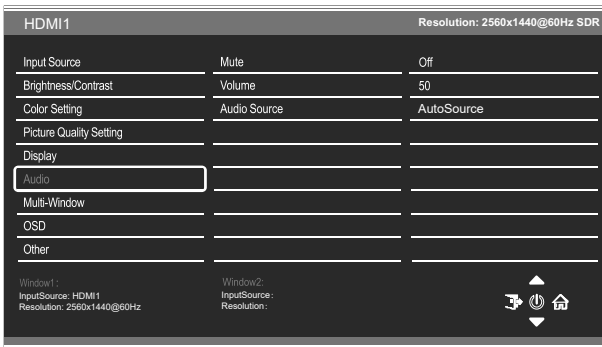 HDMI1 Resolution: 2560x1440@60Hz SDR
Input Source Mute Off
Brightness/Contrast Volume 50
Color Setting Audio Source AutoSource
Picture Quality Setting
Display
Audio
Multi-Window
OSD
Other
Window1: Window2:
InputSource: HDMI1 InputSource:
Resolution: 2560x1440@60Hz Resolution: